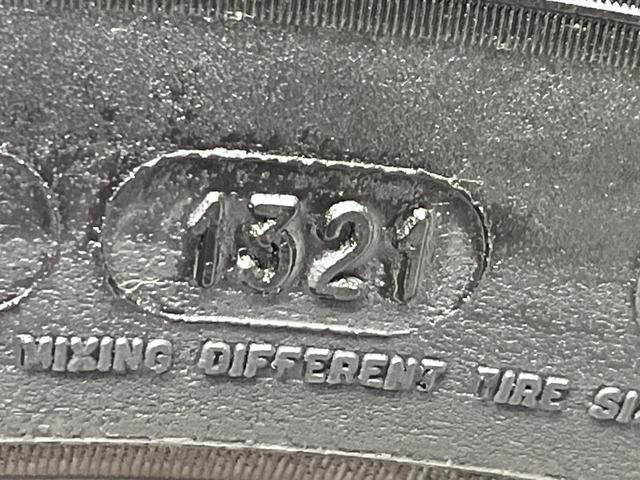 1321
MIXING DIFFERENT TIRE